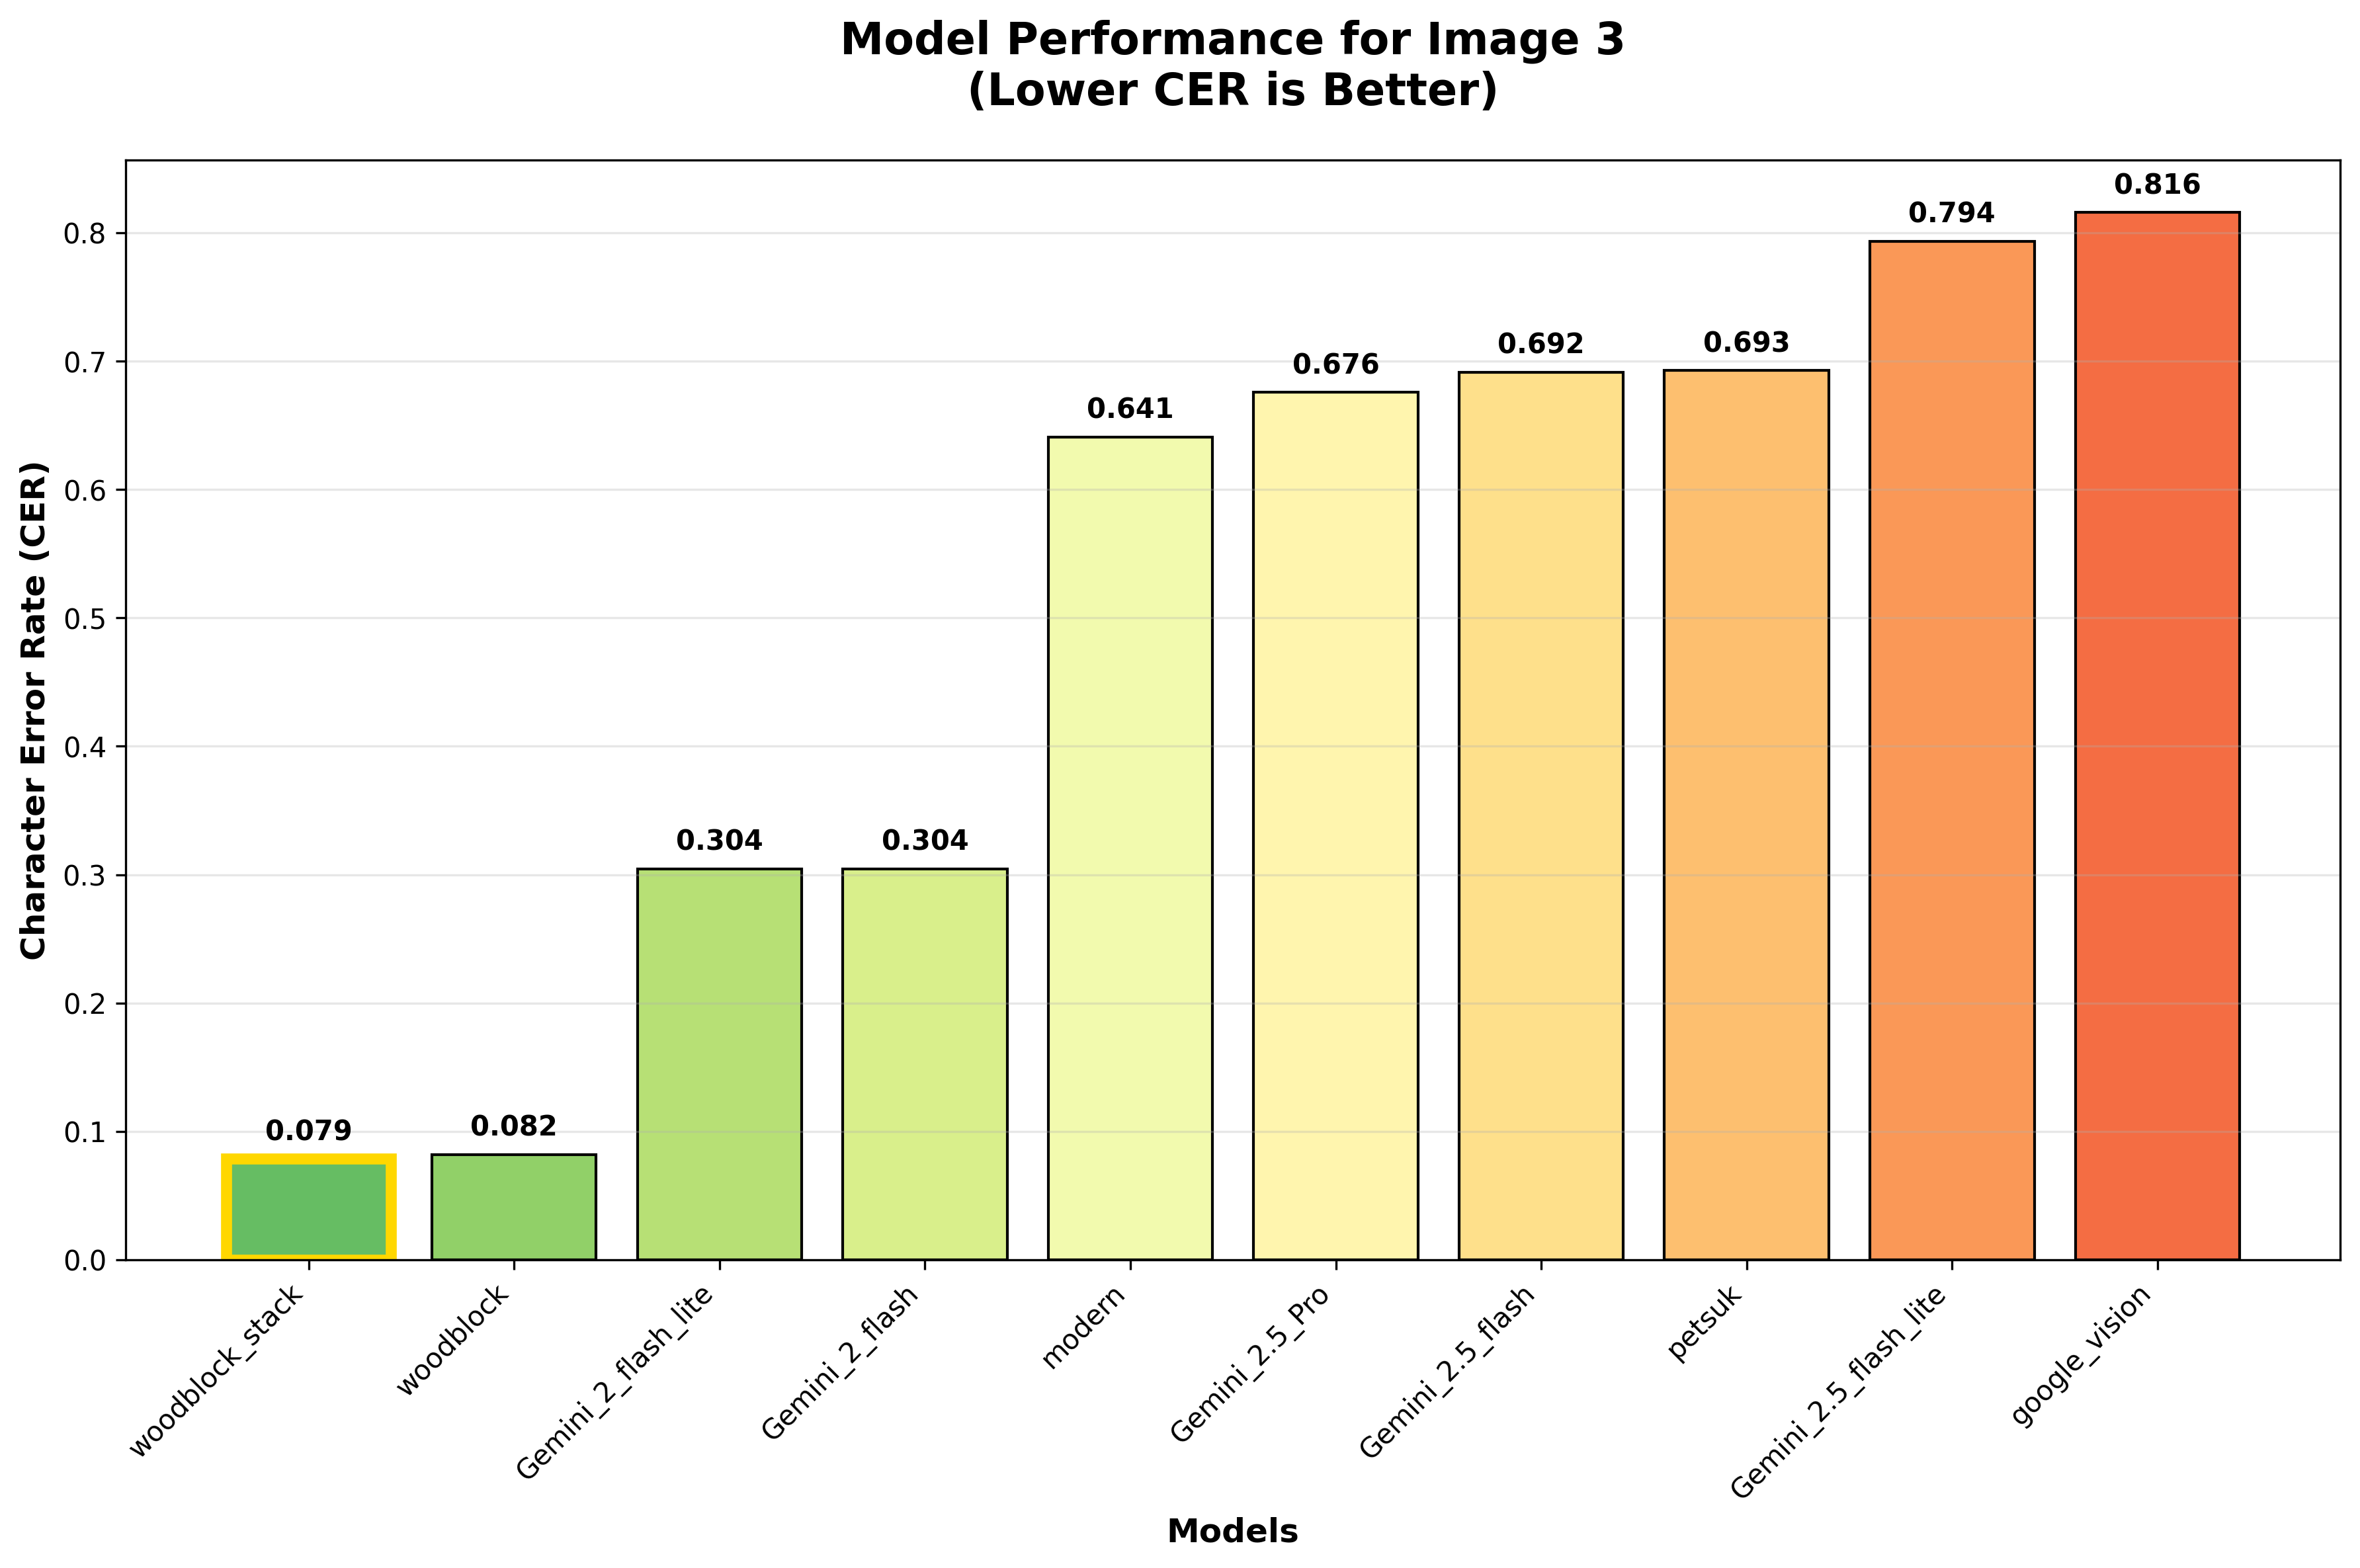 Model Performance for Image 3
(Lower CER is Better)
Character Error Rate (CER)
0.8
0.7
0.6
0.5
0.4
0.3
0.2
0.1
0.0
0.079
0.082
0.304
0.304
0.641
0.676
0.692
0.693
0.794
0.816
woodblock_stack
woodblock
Gemini_2_flash_lite
Gemini_2_flash
modern
Gemini_2.5_Pro
Gemini_2.5_flash
petsuk
Gemini_2.5_flash_lite
google_vision
Models